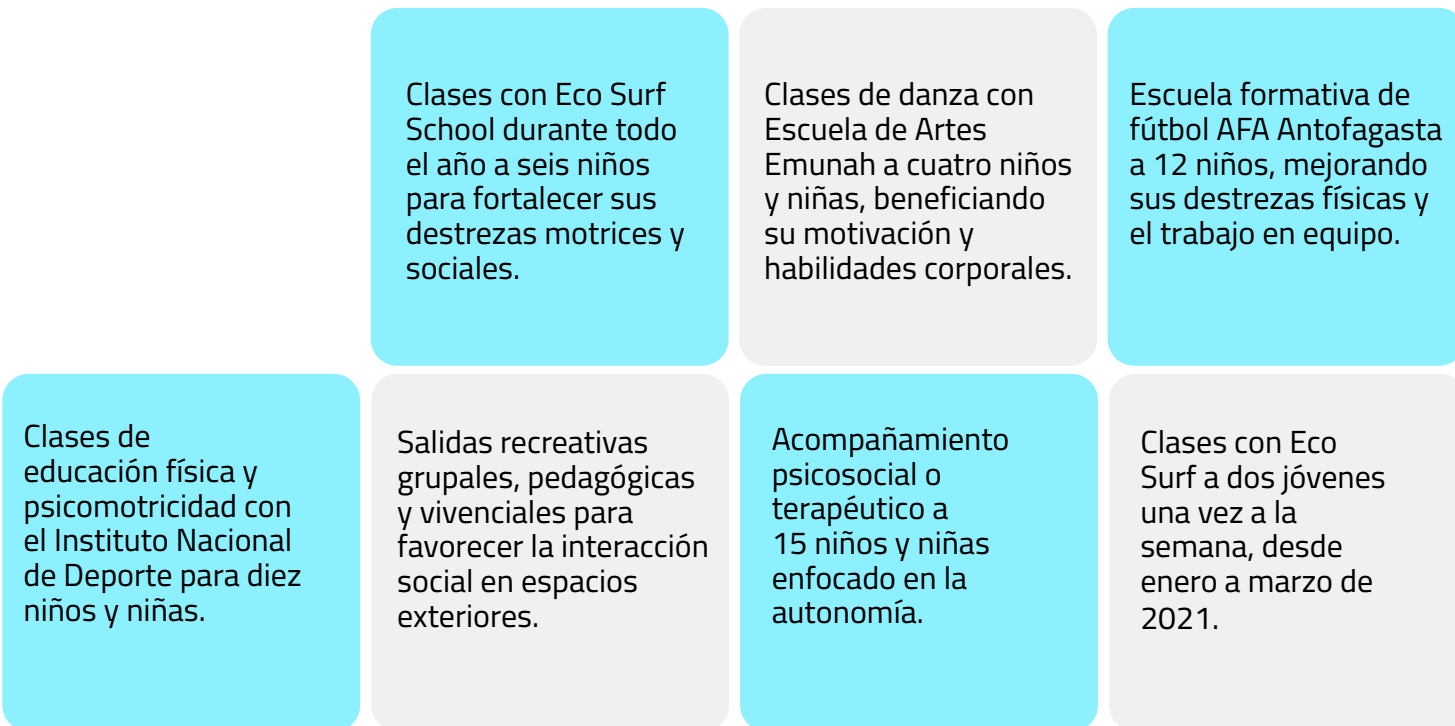 Clases con Eco Surf
School durante todo
el año a seis niños
para fortalecer sus
destrezas motrices y
sociales.
Clases de danza con
Escuela de Artes
Emunah a cuatro niños
y niñas, beneficiando
su motivación y
habilidades corporales.
Escuela formativa de
fútbol AFA Antofagasta
a 12 niños, mejorando
sus destrezas físicas y
el trabajo en equipo.
Clases de
educación física y
psicomotricidad con
el Instituto Nacional
de Deporte para diez
niños y niñas.
Salidas recreativas
grupales, pedagógicas
y vivenciales para
favorecer la interacción
social en espacios
exteriores.
Acompañamiento
psicosocial o
terapéutico a
15 niños y niñas
enfocado en la
autonomía.
Clases con Eco
Surf a dos jóvenes
una vez a la
semana, desde
enero a marzo de
2021.